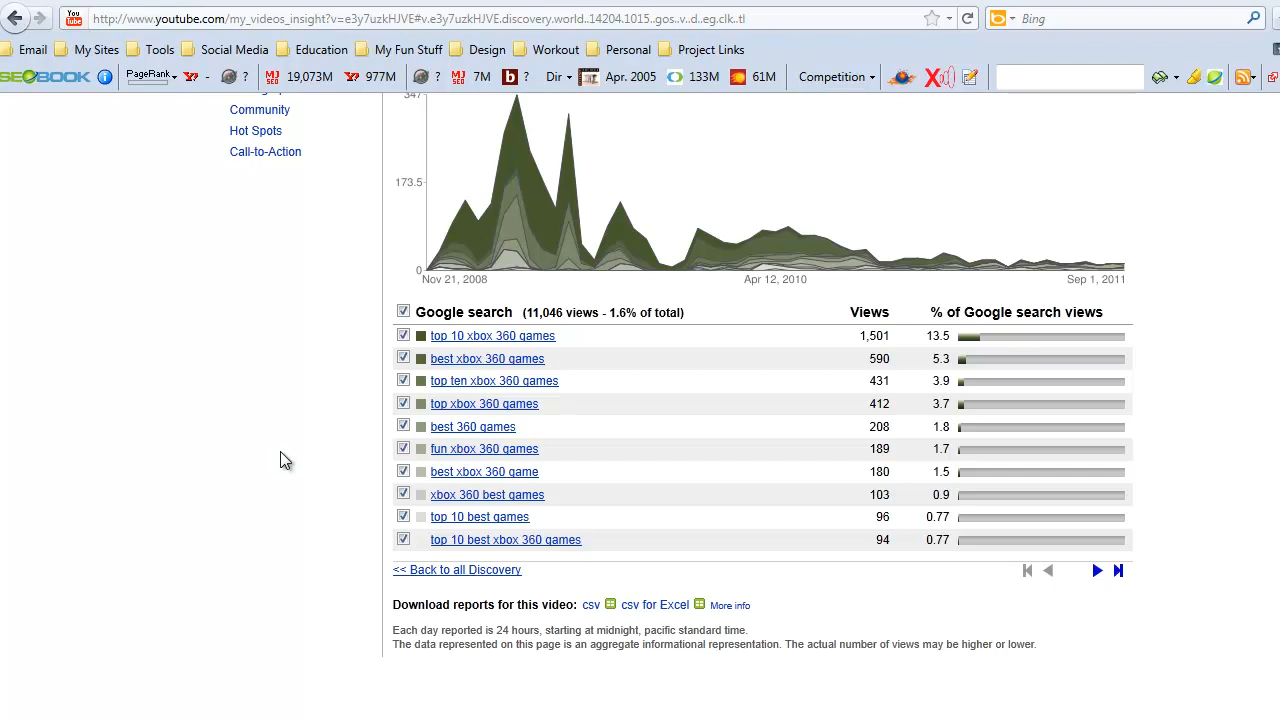 http://www.youtube.com/my_videos_insight?v=e3y7uzkHJVE#v.e3y7uzkHJVE.discovery.world..14204.1015..gos..v..d..eg.clk..tl
Bing
Email My Sites Tools Social Media Education My Fun Stuff Design Workout Personal Project Links
SEOBOOK PageRank - ? MJ SEO 19,073M 977M ? MJ SEO 7M b ? Dir Apr. 2005 133M 61M Competition
Community
Hot Spots
Call-to-Action
347
173.5
0
Nov 21, 2008 Apr 12, 2010 Sep 1, 2011
Google search (11,046 views - 1.6% of total) Views % of Google search views
top 10 xbox 360 games 1,501 13.5
best xbox 360 games 590 5.3
top ten xbox 360 games 431 3.9
top xbox 360 games 412 3.7
best 360 games 208 1.8
fun xbox 360 games 189 1.7
best xbox 360 game 180 1.5
xbox 360 best games 103 0.9
top 10 best games 96 0.77
top 10 best xbox 360 games 94 0.77
<< Back to all Discovery
Download reports for this video: csv csv for Excel More info
Each day reported is 24 hours, starting at midnight, pacific standard time.
The data represented on this page is an aggregate informational representation. The actual number of views may be higher or lower.